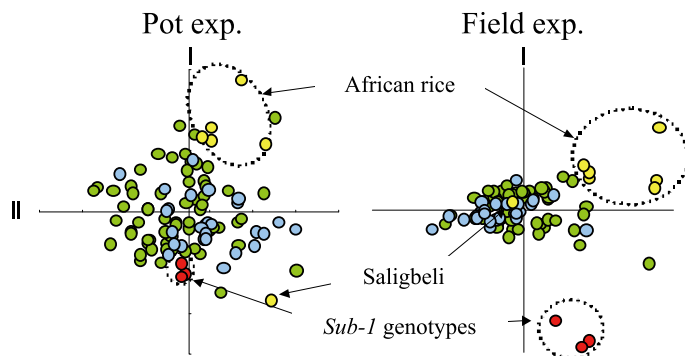 Pot exp.
Field exp.
I
I
African rice
II
Saligbeli
Sub-1 genotypes